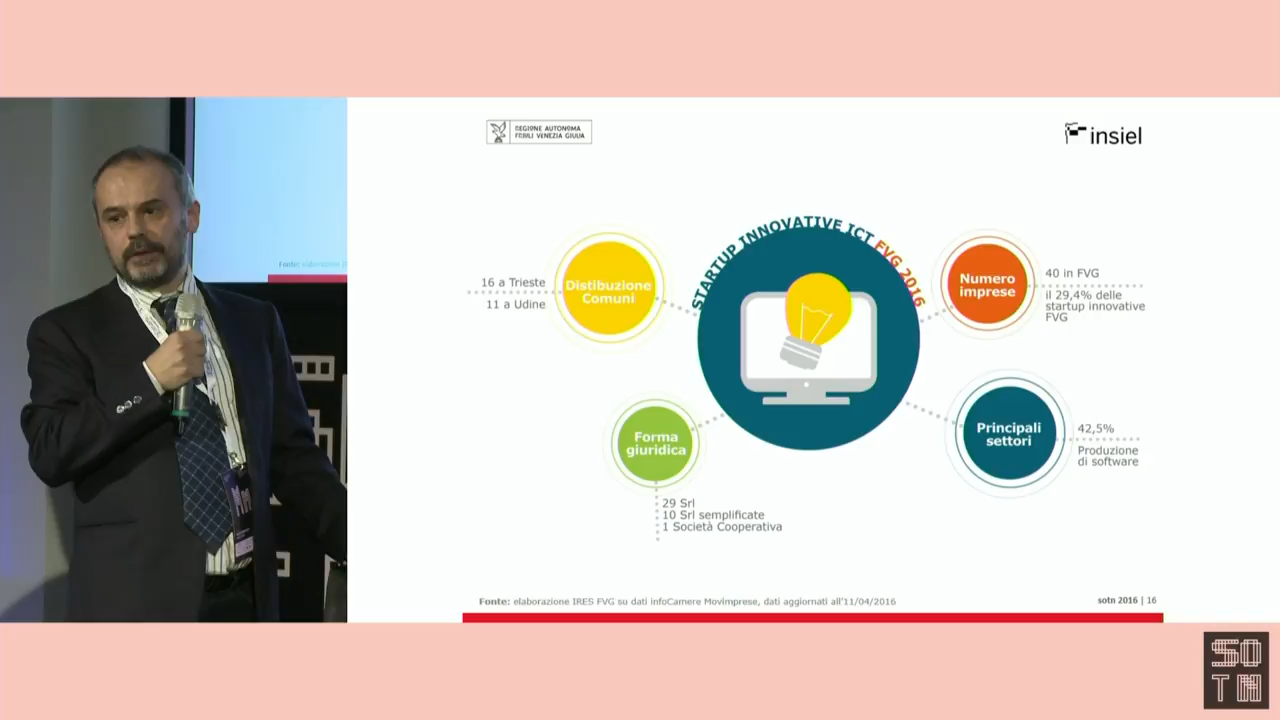 REGIONE AUTONOMA
FRIULI VENEZIA GIULIA
insiel
STARTUP INNOVATIVE ICT FVG 2016
16 a Trieste
11 a Udine
Distibuzione
Comuni
Numero
imprese
40 in FVG
il 29,4% delle
startup innovative
FVG
Forma
giuridica
29 Srl
10 Srl semplificate
1 Società Cooperativa
Principali
settori
42,5%
Produzione
di software
Fonte: elaborazione IRES FVG su dati infoCamere Movimprese, dati aggiornati all'11/04/2016
sotn 2016 | 16
Fonte: elaborazione
SO
TN